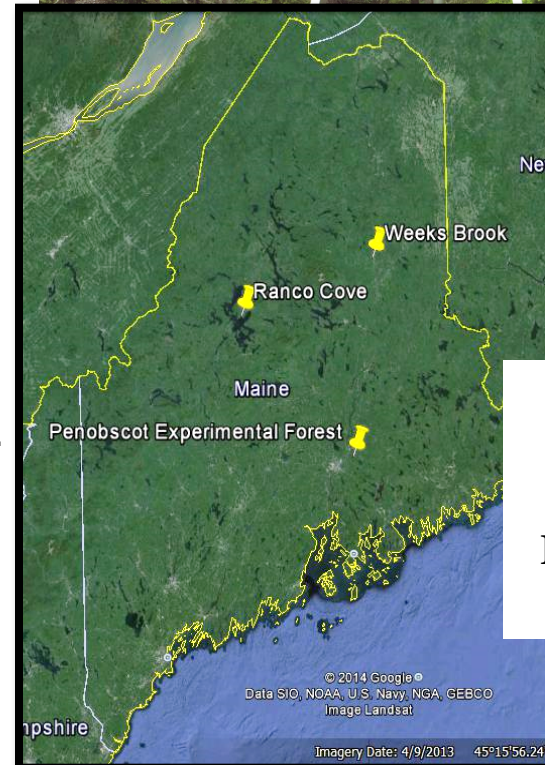 Ne
Weeks Brook
Ranco Cove
Maine
Penobscot Experimental Forest
© 2014 Google
Data SIO, NOAA, U.S. Navy, NGA, GEBCO
Image Landsat
mpshire
Imagery Date: 4/9/2013 45°15'56.24